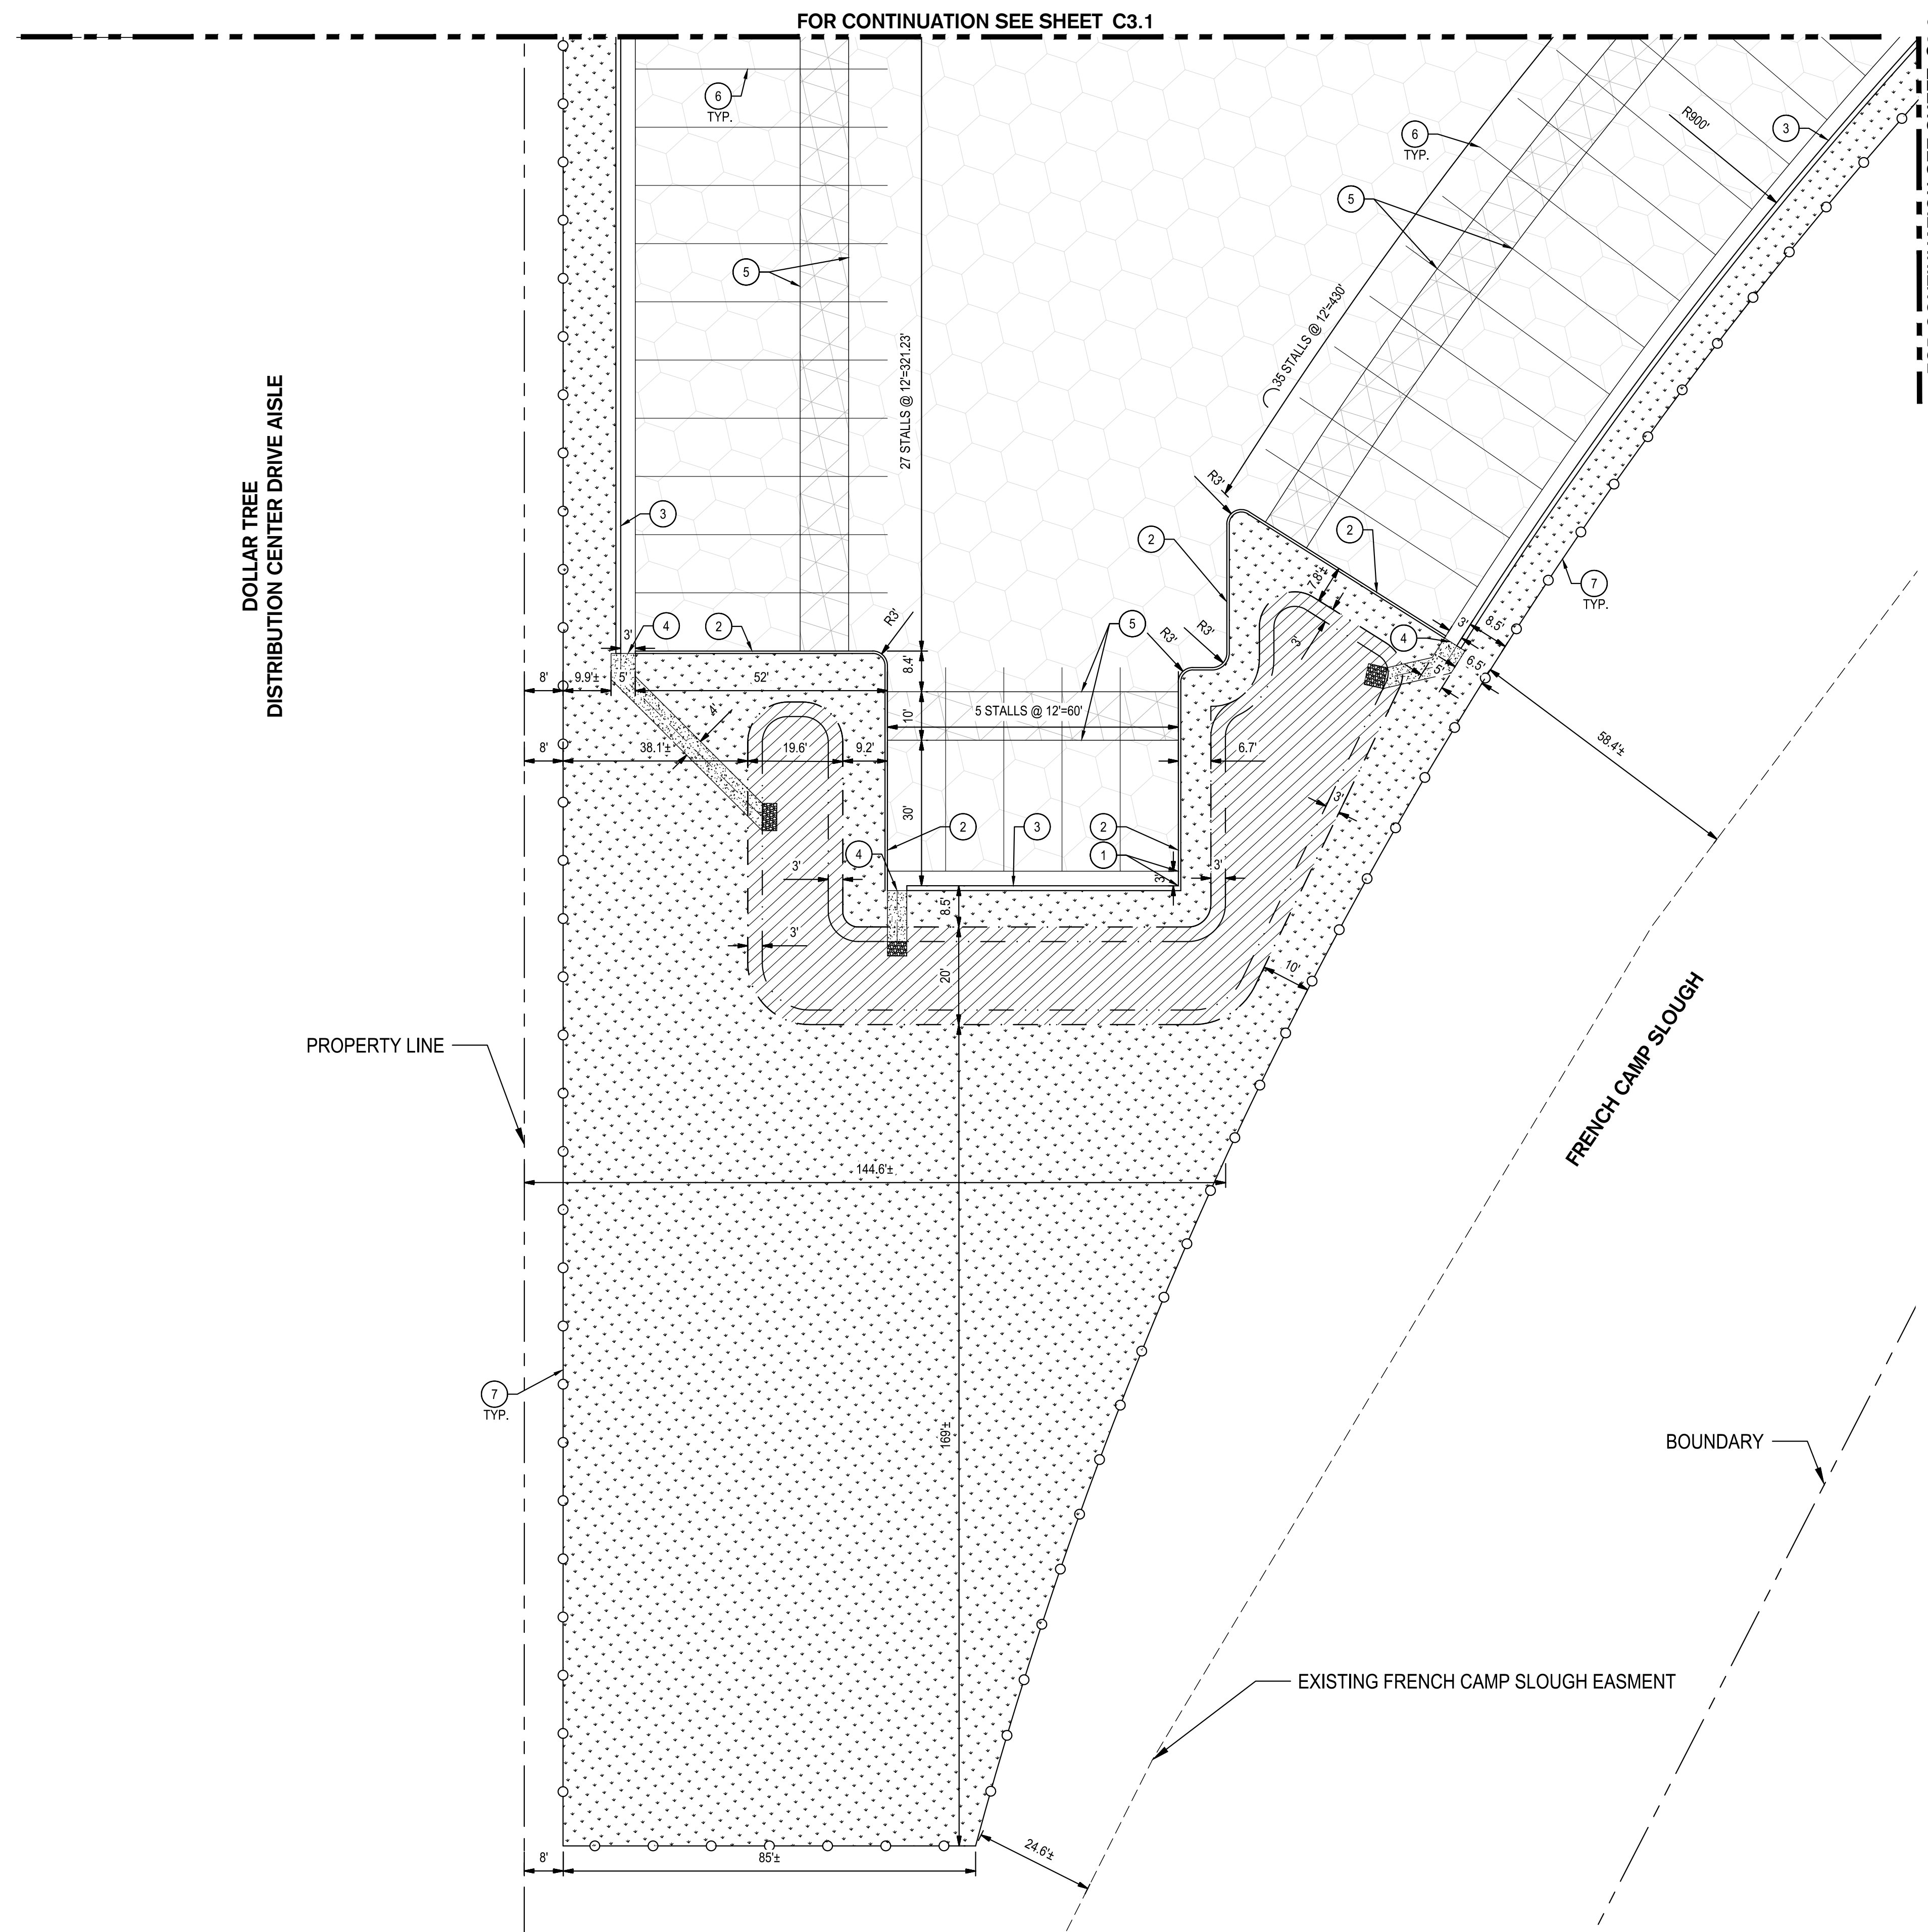 FOR CONTINUATION SEE SHEET C3.1
6
TYP.
R900'
3
6
TYP.
5
5
27 STALLS @ 12'=321.23'
35 STALLS @ 12'=430'
DOLLAR TREE
DISTRIBUTION CENTER DRIVE AISLE
3
R3'
2
2
7.8'±
7
TYP.
3'
4
2
R3'
5
R3'
R3'
3'
3'
8.5'
4
6.5'
5'
8'
9.9'±
5'
52'
8.4'
4'
10'
5 STALLS @ 12'=60'
8'
38.1'±
19.6'
9.2'
6.7'
58.4'±
30'
3'
2
3
2
4
1
3'
3'
3'
8.5'
3'
20'
10'
PROPERTY LINE
FRENCH CAMP SLOUGH
144.6'±
7
TYP.
169'±
BOUNDARY
EXISTING FRENCH CAMP SLOUGH EASMENT
8'
85'±
24.6'±